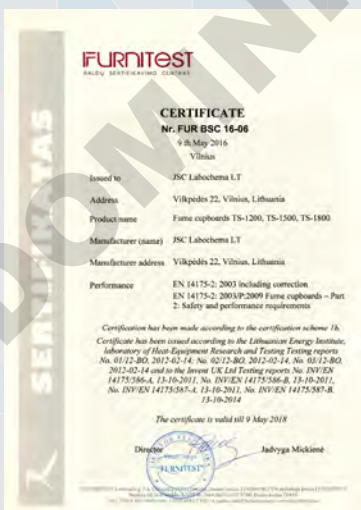 FURNITEST
BALDŲ SERTIFIKAVIMO CENTRAS
CERTIFICATE
Nr. FUR BSC 16-06
9 th May 2016
Vilnius
Issued to JSC Labochema LT
Address Vilkpėdės 22, Vilnius, Lithuania
Product name Fume cupboards TS-1200, TS-1500, TS-1800
Manufacturer (name) JSC Labochema LT
Manufacturer address Vilkpėdės 22, Vilnius, Lithuania
Performance EN 14175-2: 2003 including correction
EN 14175-2: 2003/P:2009 Fume cupboards – Part
2: Safety and performance requirements
Certification has been made according to the certification scheme 1b.
Certificate has been issued according to the Lithuanian Energy Institute,
laboratory of Heat-Equipment Research and Testing Testing reports
No. 01/12-BO, 2012-02-14; No. 02/12-BO, 2012-02-14, No. 03/12-BO,
2012-02-14 and to the Invent UK Ltd Testing reports No. INV/EN
14175/586-A, 13-10-2011, No. INV/EN 14175/586-B, 13-10-2011,
No. INV/EN 14175/587-A, 13-10-2011, No. INV/EN 14175/587-B,
13-10-2014
The certificate is valid till 9 May 2018
Director Jadvyga Mickienė
FURNITEST
SERTIFIKATAS
DOMIN